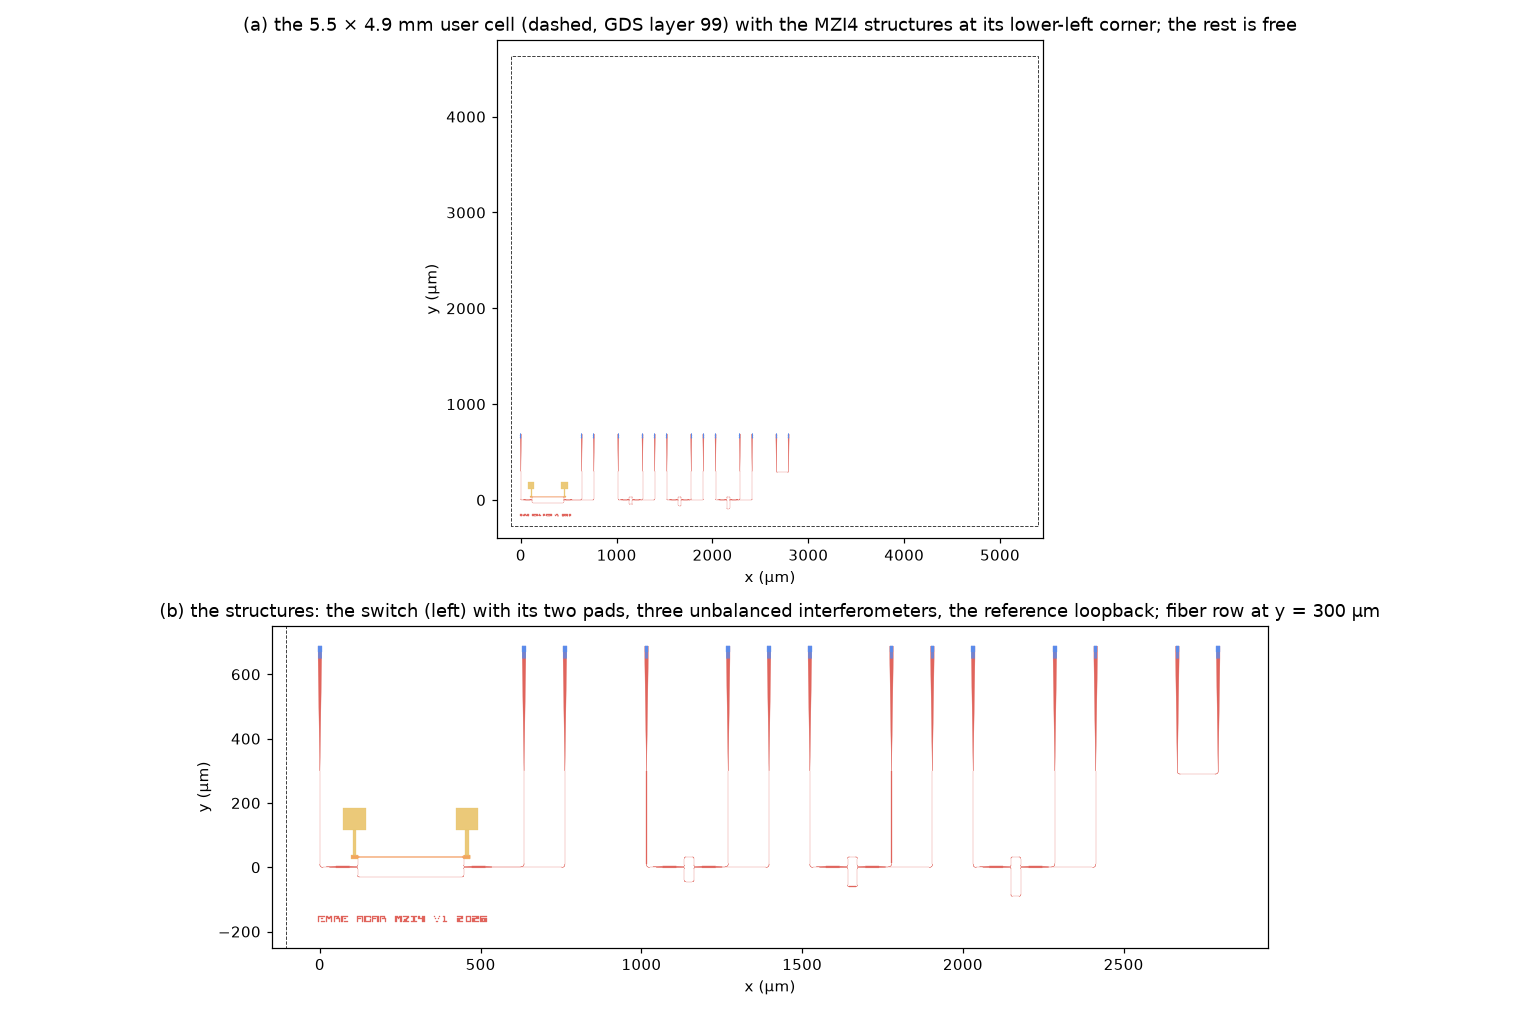 (a) the 5.5 × 4.9 mm user cell (dashed, GDS layer 99) with the MZI4 structures at its lower-left corner; the rest is free
4000
3000
2000
1000
0
y (µm)
0 1000 2000 3000 4000 5000
x (µm)
(b) the structures: the switch (left) with its two pads, three unbalanced interferometers, the reference loopback; fiber row at y = 300 µm
600
400
200
0
−200
y (µm)
EMRE ACAR MZI4 V1 2026
0 500 1000 1500 2000 2500
x (µm)